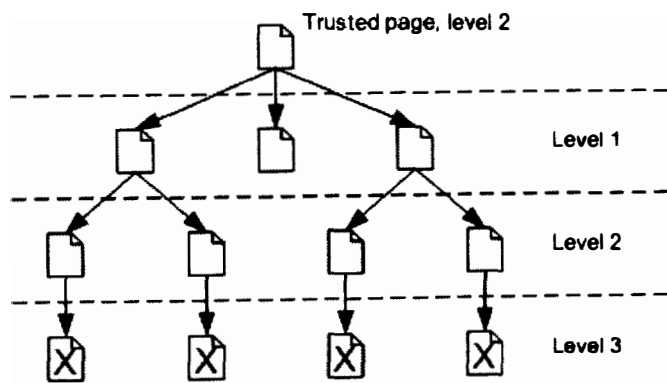 Trusted page, level 2
Level 1
Level 2
Level 3
X X X X